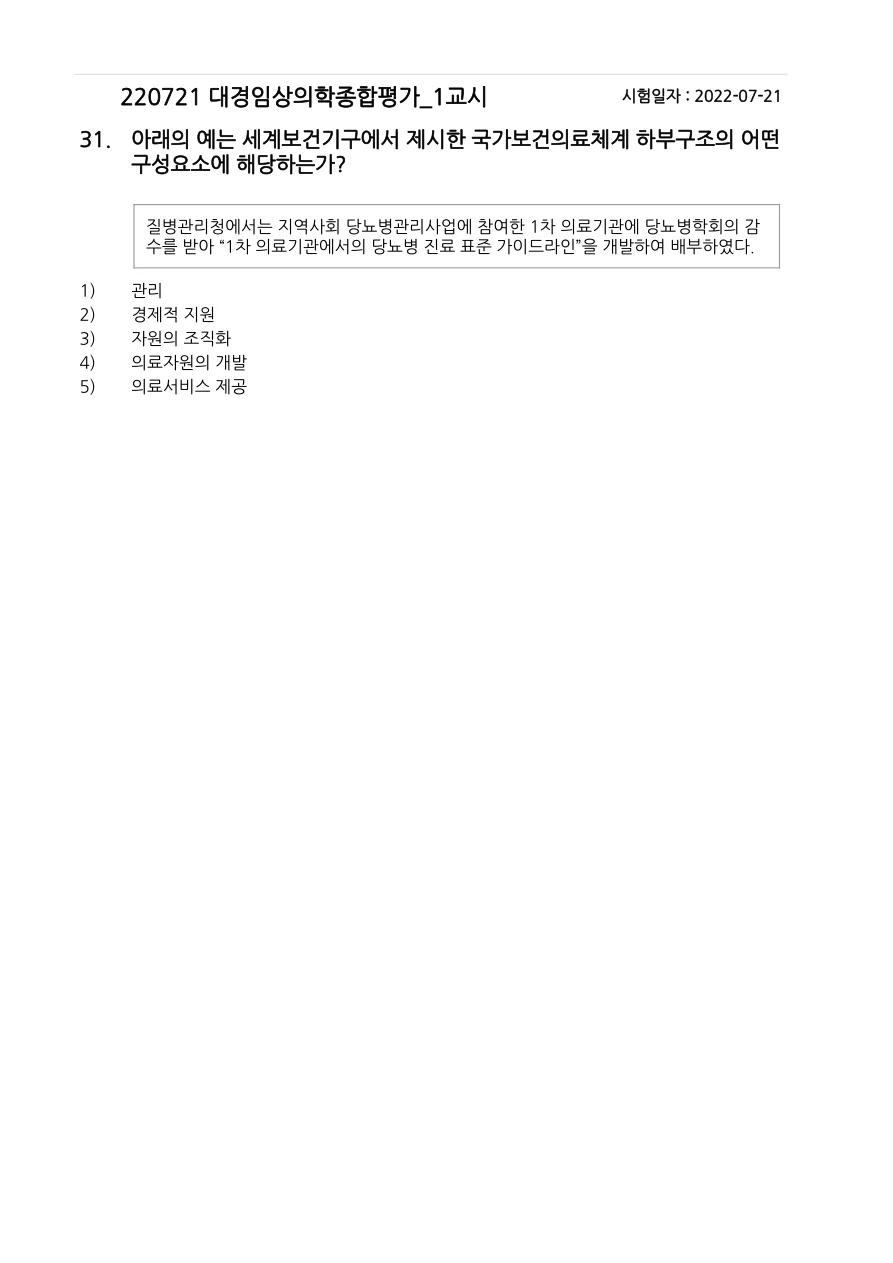 220721 대경임상의학종합평가_1교시 시험일자 : 2022-07-21
31. 아래의 예는 세계보건기구에서 제시한 국가보건의료체계 하부구조의 어떤
구성요소에 해당하는가?
질병관리청에서는 지역사회 당뇨병관리사업에 참여한 1차 의료기관에 당뇨병학회의 감
수를 받아 “1차 의료기관에서의 당뇨병 진료 표준 가이드라인”을 개발하여 배부하였다.
1) 관리
2) 경제적 지원
3) 자원의 조직화
4) 의료자원의 개발
5) 의료서비스 제공